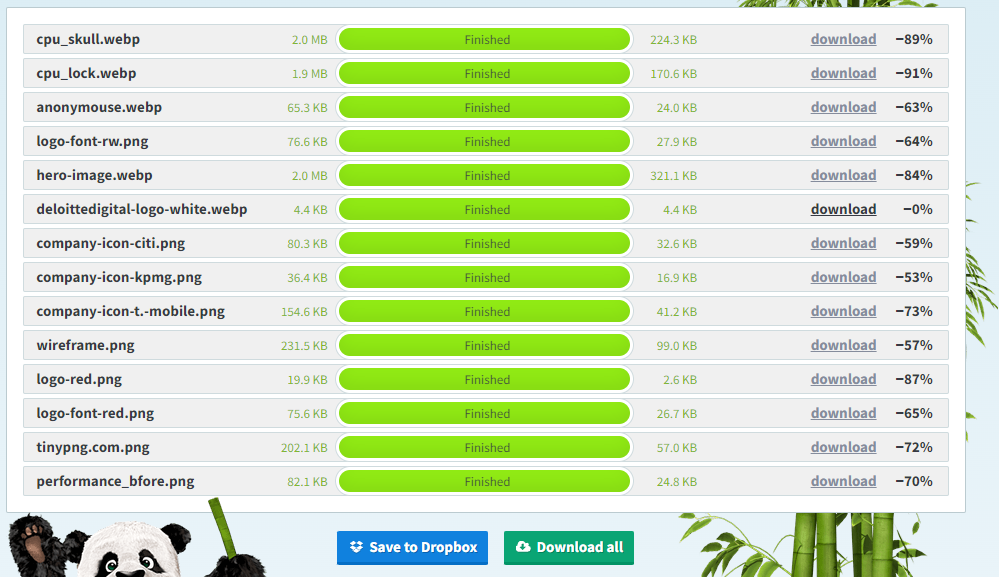 cpu_skull.webp 2.0 MB Finished 224.3 KB download −89%
cpu_lock.webp 1.9 MB Finished 170.6 KB download −91%
anonymouse.webp 65.3 KB Finished 24.0 KB download −63%
logo-font-rw.png 76.6 KB Finished 27.9 KB download −64%
hero-image.webp 2.0 MB Finished 321.1 KB download −84%
deloittedigital-logo-white.webp 4.4 KB Finished 4.4 KB download −0%
company-icon-citi.png 80.3 KB Finished 32.6 KB download −59%
company-icon-kpmg.png 36.4 KB Finished 16.9 KB download −53%
company-icon-t.-mobile.png 154.6 KB Finished 41.2 KB download −73%
wireframe.png 231.5 KB Finished 99.0 KB download −57%
logo-red.png 19.9 KB Finished 2.6 KB download −87%
logo-font-red.png 75.6 KB Finished 26.7 KB download −65%
tinypng.com.png 202.1 KB Finished 57.0 KB download −72%
performance_bfore.png 82.1 KB Finished 24.8 KB download −70%
Save to Dropbox Download all